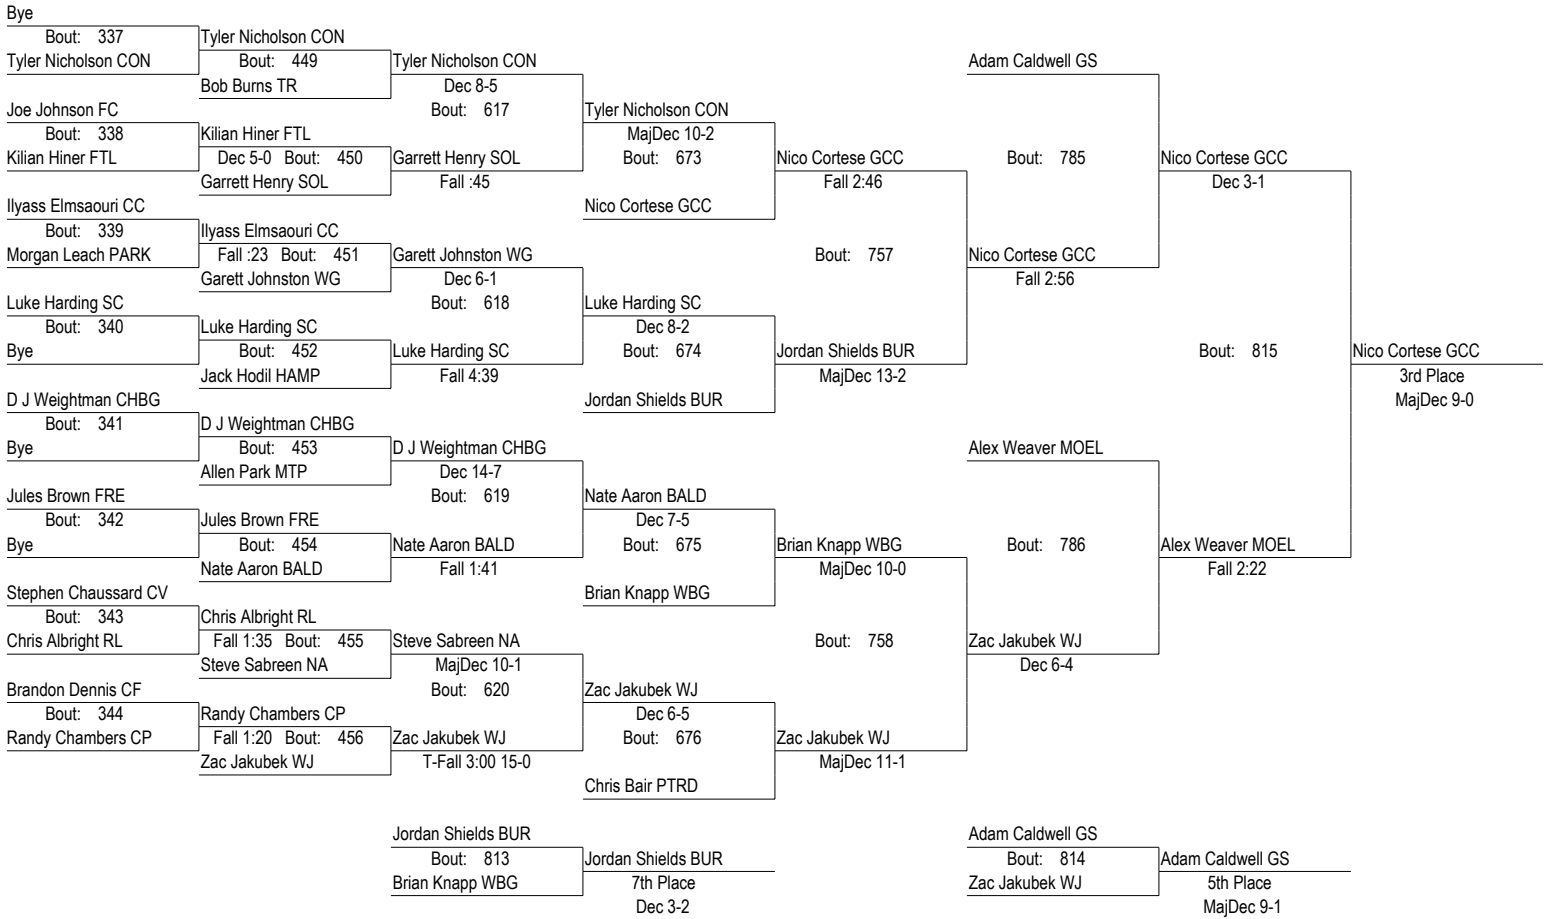 Bye
Bout: 337
Tyler Nicholson CON
Tyler Nicholson CON
Bout: 449
Tyler Nicholson CON
Adam Caldwell GS
Bob Burns TR
Dec 8-5
Joe Johnson FC
Bout: 617
Tyler Nicholson CON
Bout: 338
Kilian Hiner FTL
MajDec 10-2
Kilian Hiner FTL
Dec 5-0 Bout: 450
Garrett Henry SOL
Bout: 673
Nico Cortese GCC
Bout: 785
Nico Cortese GCC
Garrett Henry SOL
Fall :45
Fall 2:46
Dec 3-1
Ilyass Elmsaouri CC
Nico Cortese GCC
Bout: 339
Ilyass Elmsaouri CC
Morgan Leach PARK
Fall :23 Bout: 451
Garett Johnston WG
Bout: 757
Nico Cortese GCC
Garett Johnston WG
Dec 6-1
Fall 2:56
Luke Harding SC
Bout: 618
Luke Harding SC
Bout: 340
Luke Harding SC
Dec 8-2
Bye
Bout: 452
Luke Harding SC
Bout: 674
Jordan Shields BUR
Bout: 815
Nico Cortese GCC
Jack Hodil HAMP
Fall 4:39
MajDec 13-2
3rd Place
D J Weightman CHBG
Jordan Shields BUR
MajDec 9-0
Bout: 341
D J Weightman CHBG
Bye
Bout: 453
D J Weightman CHBG
Alex Weaver MOEL
Allen Park MTP
Dec 14-7
Jules Brown FRE
Bout: 619
Nate Aaron BALD
Bout: 342
Jules Brown FRE
Dec 7-5
Bye
Bout: 454
Nate Aaron BALD
Bout: 675
Brian Knapp WBG
Bout: 786
Alex Weaver MOEL
Nate Aaron BALD
Fall 1:41
MajDec 10-0
Fall 2:22
Stephen Chaussard CV
Brian Knapp WBG
Bout: 343
Chris Albright RL
Chris Albright RL
Fall 1:35 Bout: 455
Steve Sabreen NA
Bout: 758
Zac Jakubek WJ
Steve Sabreen NA
MajDec 10-1
Dec 6-4
Brandon Dennis CF
Bout: 620
Zac Jakubek WJ
Bout: 344
Randy Chambers CP
Dec 6-5
Randy Chambers CP
Fall 1:20 Bout: 456
Zac Jakubek WJ
Bout: 676
Zac Jakubek WJ
Zac Jakubek WJ
T-Fall 3:00 15-0
MajDec 11-1
Chris Bair PTRD
Jordan Shields BUR
Adam Caldwell GS
Bout: 813
Jordan Shields BUR
Bout: 814
Adam Caldwell GS
Brian Knapp WBG
7th Place
Zac Jakubek WJ
5th Place
Dec 3-2
MajDec 9-1